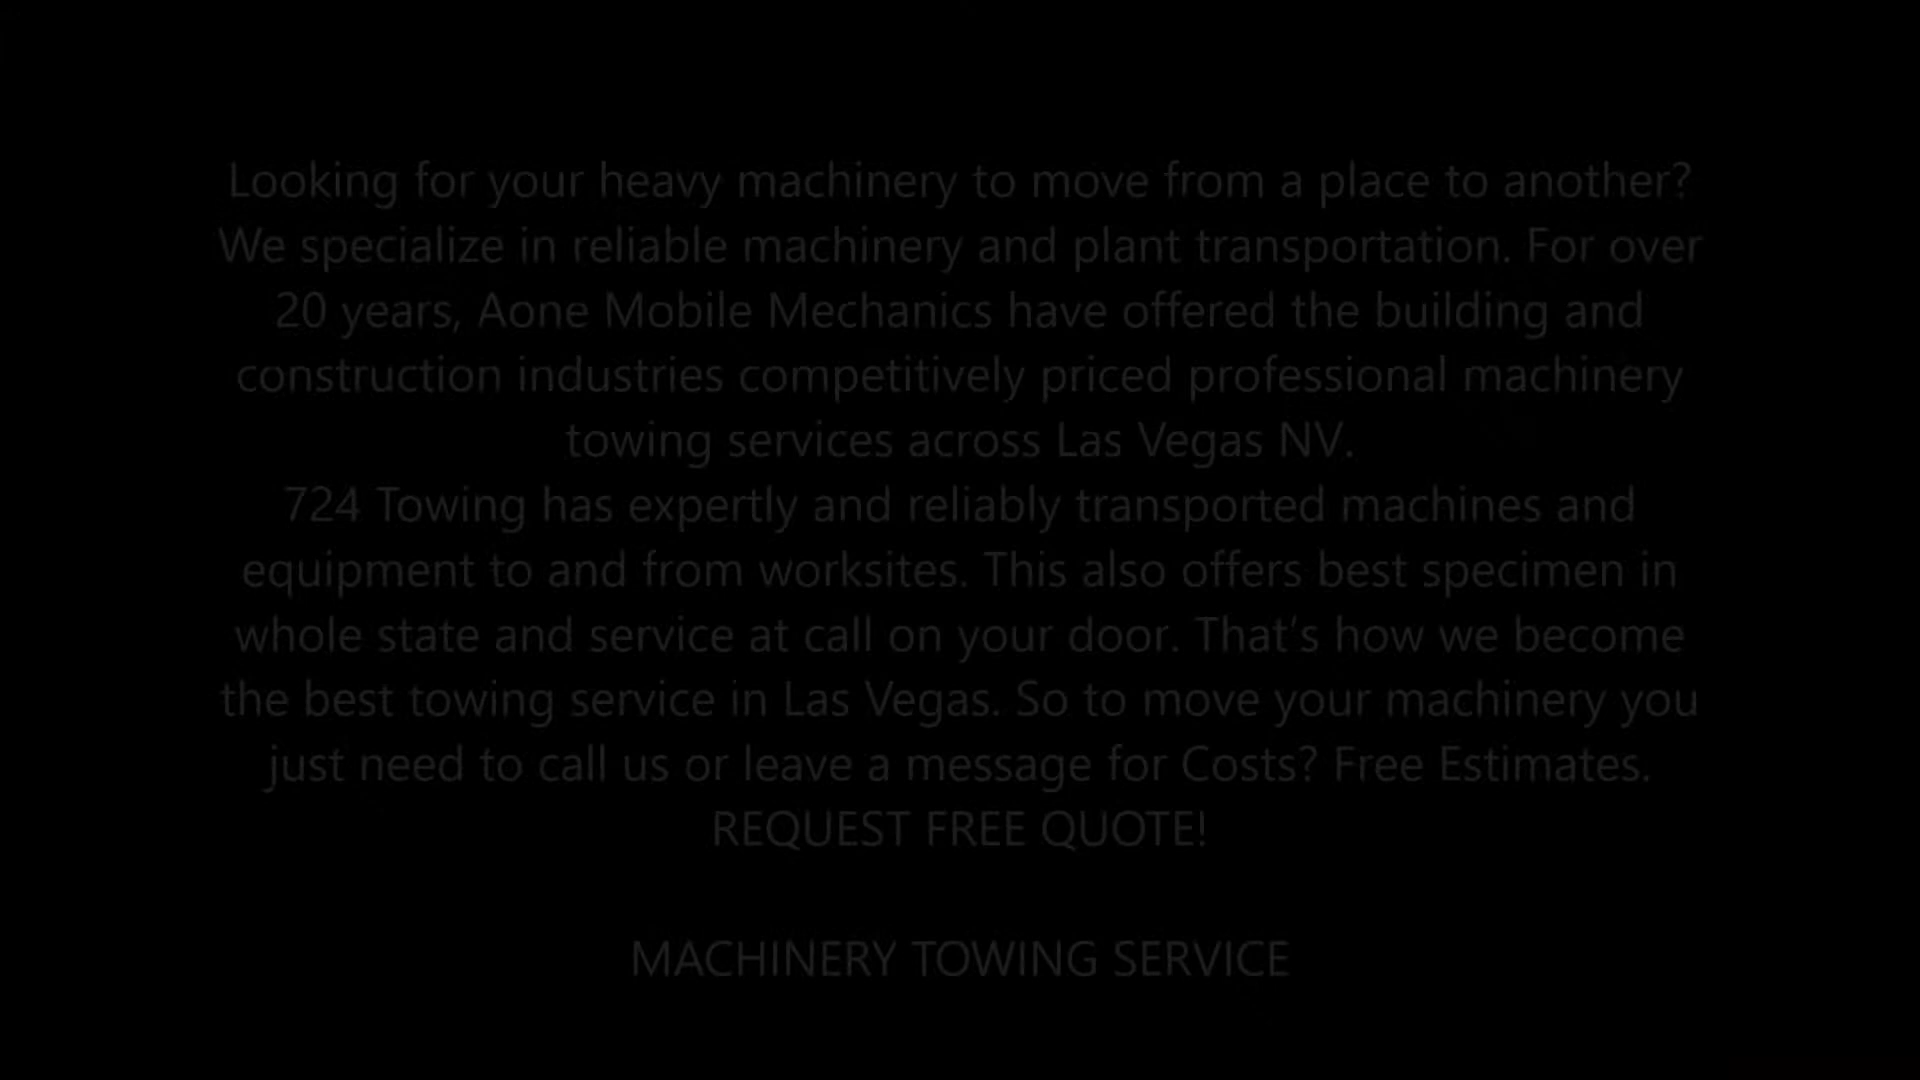 Looking for your heavy machinery to move from a place to another?
We specialize in reliable machinery and plant transportation. For over
20 years, Aone Mobile Mechanics have offered the building and
construction industries competitively priced professional machinery
towing services across Las Vegas NV.
724 Towing has expertly and reliably transported machines and
equipment to and from worksites. This also offers best specimen in
whole state and service at call on your door. That’s how we become
the best towing service in Las Vegas. So to move your machinery you
just need to call us or leave a message for Costs? Free Estimates.
REQUEST FREE QUOTE!
MACHINERY TOWING SERVICE